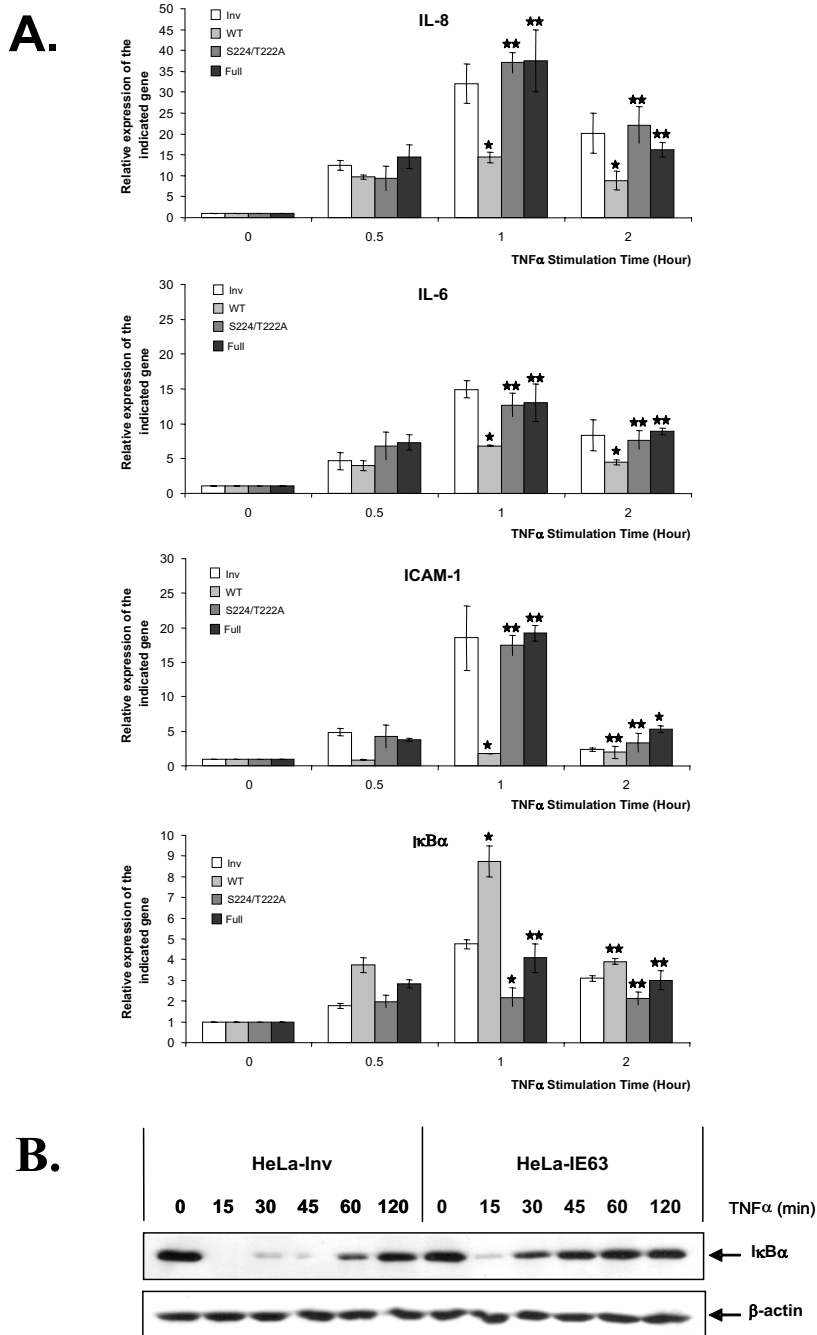 A.
IL-8
Inv
WT
S224/T222A
Full
Relative expression of the
indicated gene
50
45
40
35
30
25
20
15
10
5
0
★ ★★ ★★
★ ★★ ★★
0 0.5 1 2
TNFα Stimulation Time (Hour)
IL-6
Inv
WT
S224/T222A
Full
Relative expression of the
indicated gene
30
25
20
15
10
5
0
★ ★★ ★★
★ ★★ ★★
0 0.5 1 2
TNFα Stimulation Time (Hour)
ICAM-1
Inv
WT
S224/T222A
Full
Relative expression of the
indicated gene
30
25
20
15
10
5
0
★ ★★ ★★
★★ ★★ ★
0 0.5 1 2
TNFα Stimulation Time (Hour)
IκBα
Inv
WT
S224/T222A
Full
Relative expression of the
indicated gene
10
9
8
7
6
5
4
3
2
1
0
★ ★ ★★
★★ ★★ ★★
0 0.5 1 2
TNFα Stimulation Time (Hour)
B.
HeLa-Inv HeLa-IE63
0 15 30 45 60 120 0 15 30 45 60 120 TNFα (min)
IκBα
β-actin